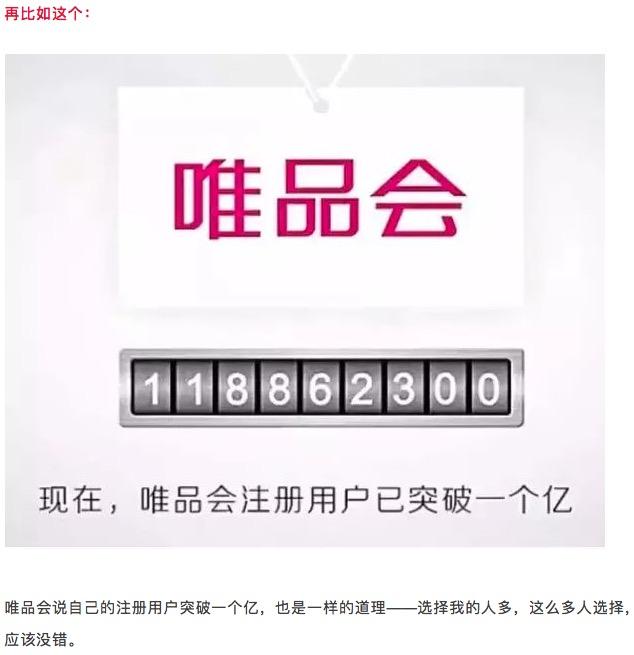 再比如这个：
唯品会
118862300
现在，唯品会注册用户已突破一个亿
唯品会说自己的注册用户突破一个亿，也是一样的道理——选择我的人多，这么多人选择，
应该没错。